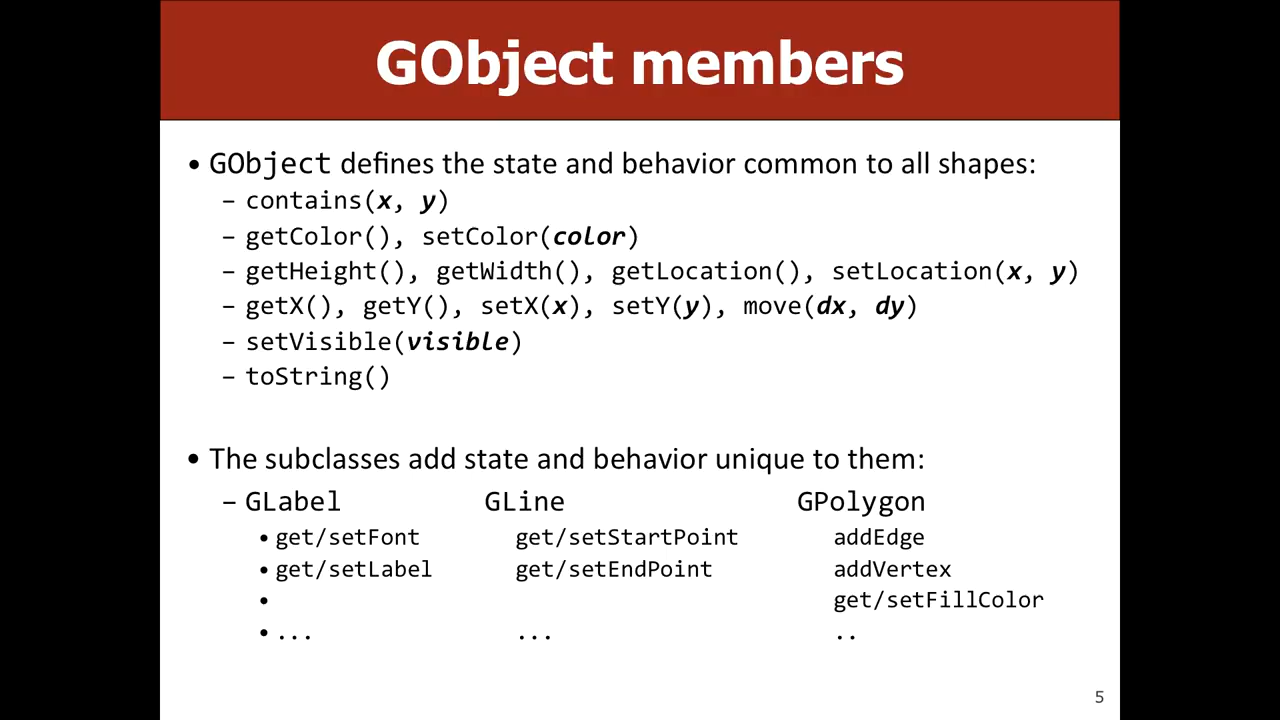 GObject members
• GObject defines the state and behavior common to all shapes:
– contains(x, y)
– getColor(), setColor(color)
– getHeight(), getWidth(), getLocation(), setLocation(x, y)
– getX(), getY(), setX(x), setY(y), move(dx, dy)
– setVisible(visible)
– toString()
• The subclasses add state and behavior unique to them:
– GLabel GLine GPolygon
• get/setFont get/setStartPoint addEdge
• get/setLabel get/setEndPoint addVertex
• get/setFillColor
• ... ... ..
5